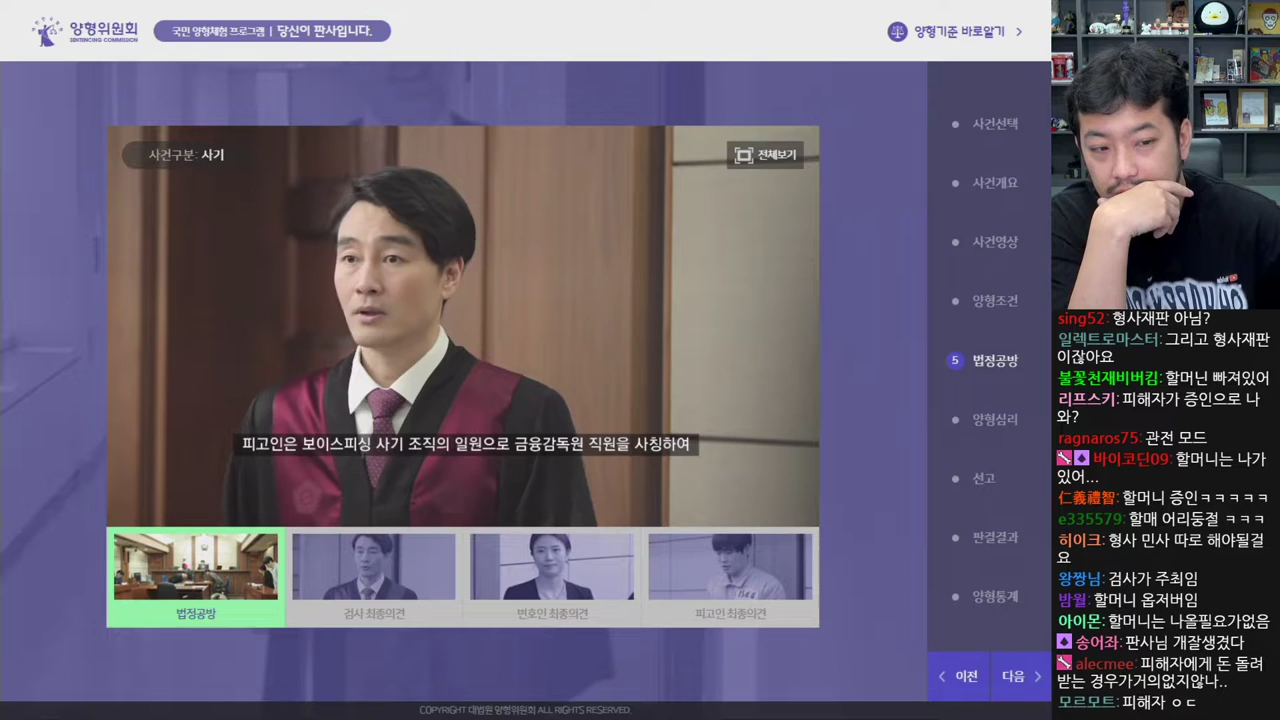 양형위원회
SENTENCING COMMISSION
국민 양형체험 프로그램 | 당신이 판사입니다.
양형기준 바로알기
사건구분: 사기
전체보기
피고인은 보이스피싱 사기 조직의 일원으로 금융감독원 직원을 사칭하여
법정공방
검사 최종의견
변호인 최종의견
피고인 최종의견
사건선택
사건개요
사건영상
양형조건
5 법정공방
양형심리
선고
판결결과
양형통계
이전
다음
COPYRIGHT 대법원 양형위원회 ALL RIGHTS RESERVED.
sing52: 형사재판 아님?
일렉트로마스터: 그리고 형사재판
이잖아요
불꽃천재비버킴: 할머닌 빠져있어
리프스키: 피해자가 증인으로 나
와?
ragnaros75: 관전 모드
바이코딘09: 할머니는 나가
있어...
仁義禮智: 할머니 증인ㅋㅋㅋㅋㅋ
e335579: 할매 어리둥절 ㅋㅋㅋ
히이크: 형사 민사 따로 해야될걸
요
왕짱님: 검사가 주최임
밤월: 할머니 옵저버임
아이몬: 할머니는 나올필요가없음
송어좌: 판사님 개잘생겼다
alecmee: 피해자에게 돈 돌려
받는 경우가거의없지않나..
모르모트: 피해자 ㅇㄷ